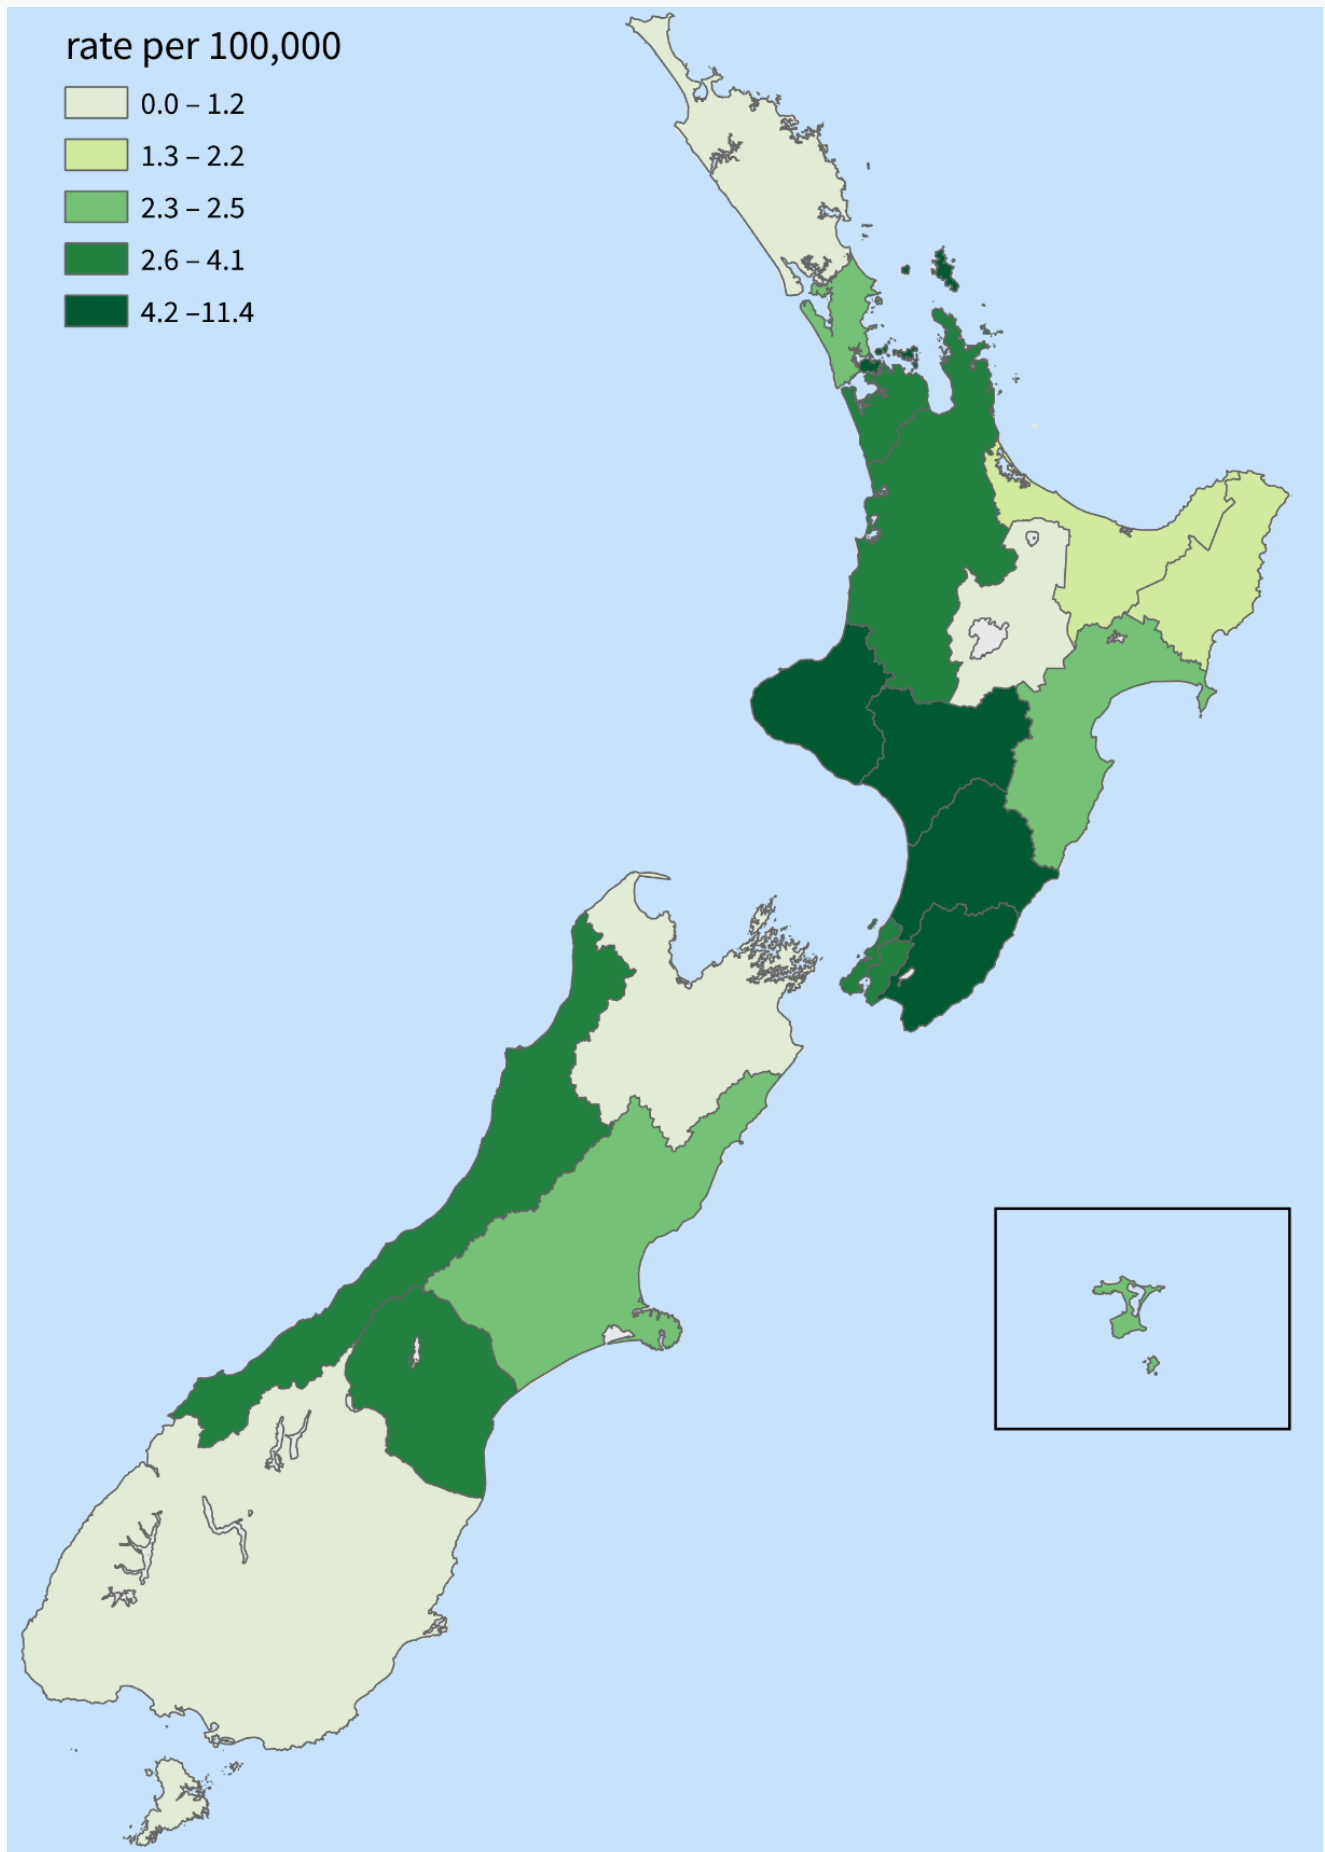 rate per 100,000
0.0 – 1.2
1.3 – 2.2
2.3 – 2.5
2.6 – 4.1
4.2 –11.4